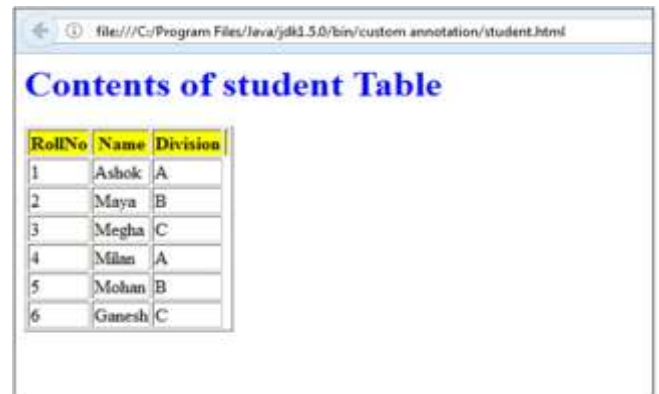 file:///C:/Program Files/Java/jdk1.5.0/bin/custom annotation/student.html
Contents of student Table
RollNo Name Division
1 Ashok A
2 Maya B
3 Megha C
4 Milan A
5 Mohan B
6 Ganesh C